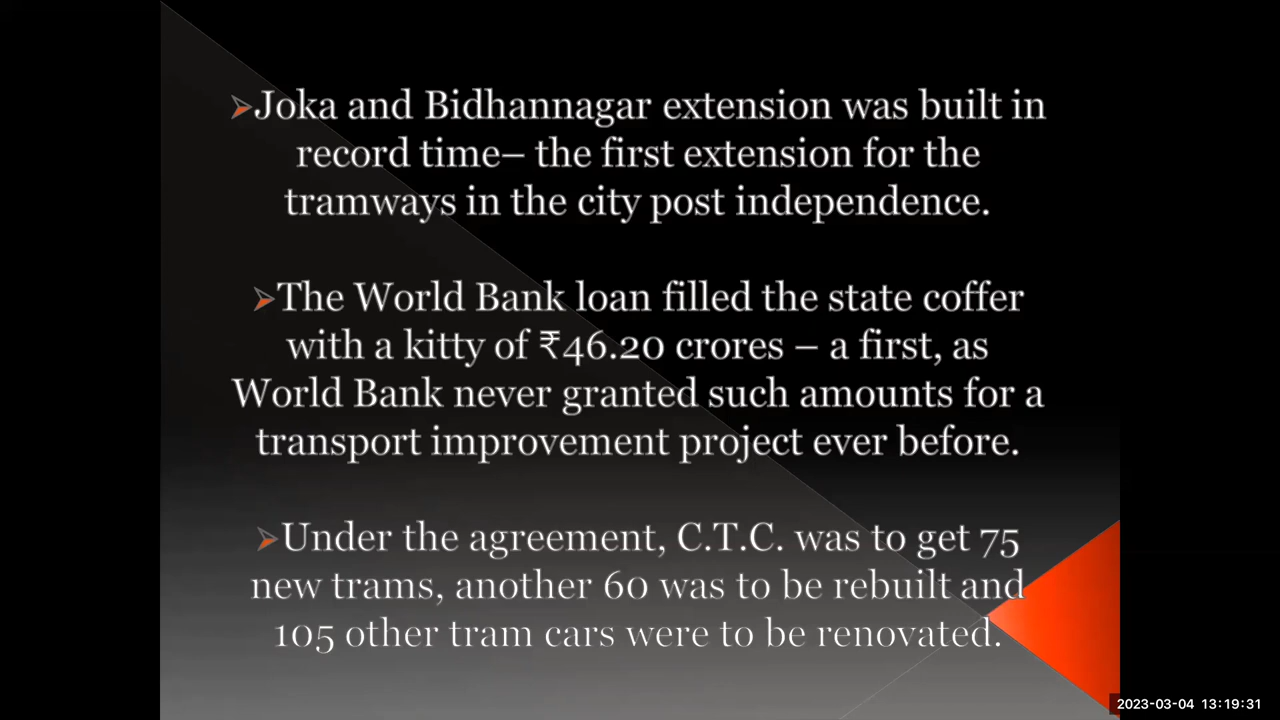 ➢Joka and Bidhannagar extension was built in
record time– the first extension for the
tramways in the city post independence.
➢The World Bank loan filled the state coffer
with a kitty of ₹46.20 crores – a first, as
World Bank never granted such amounts for a
transport improvement project ever before.
➢Under the agreement, C.T.C. was to get 75
new trams, another 60 was to be rebuilt and
105 other tram cars were to be renovated.
2023-03-04 13:19:31